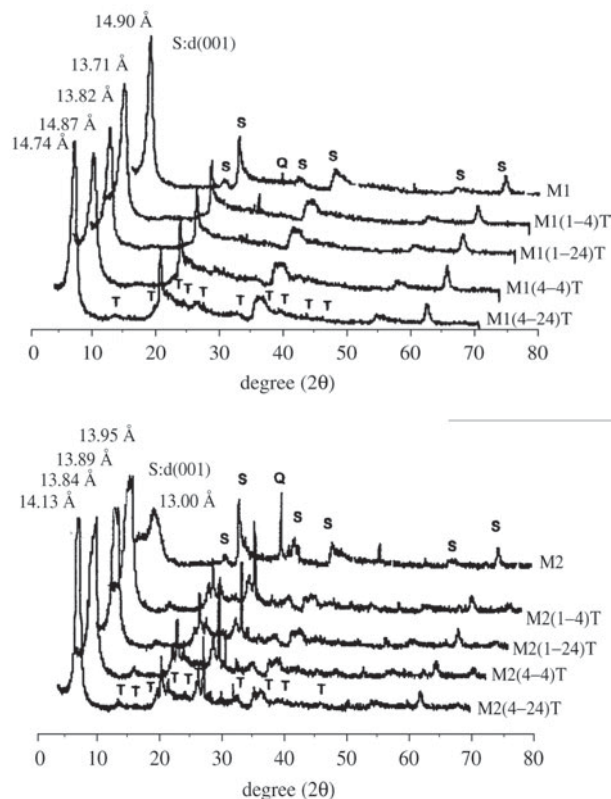 14.90 Å
S:d(001)
13.71 Å
13.82 Å
14.87 Å
14.74 Å
S S Q S S S S
M1
M1(1–4)T
M1(1–24)T
M1(4–4)T
T T T T T T T T T T
M1(4–24)T
0 10 20 30 40 50 60 70 80
degree (2θ)
13.95 Å
13.89 Å
S:d(001)
13.84 Å
14.13 Å
13.00 Å
S S Q S S S S
M2
M2(1–4)T
M2(1–24)T
M2(4–4)T
T T T T T T T T T
M2(4–24)T
0 10 20 30 40 50 60 70 80
degree (2θ)